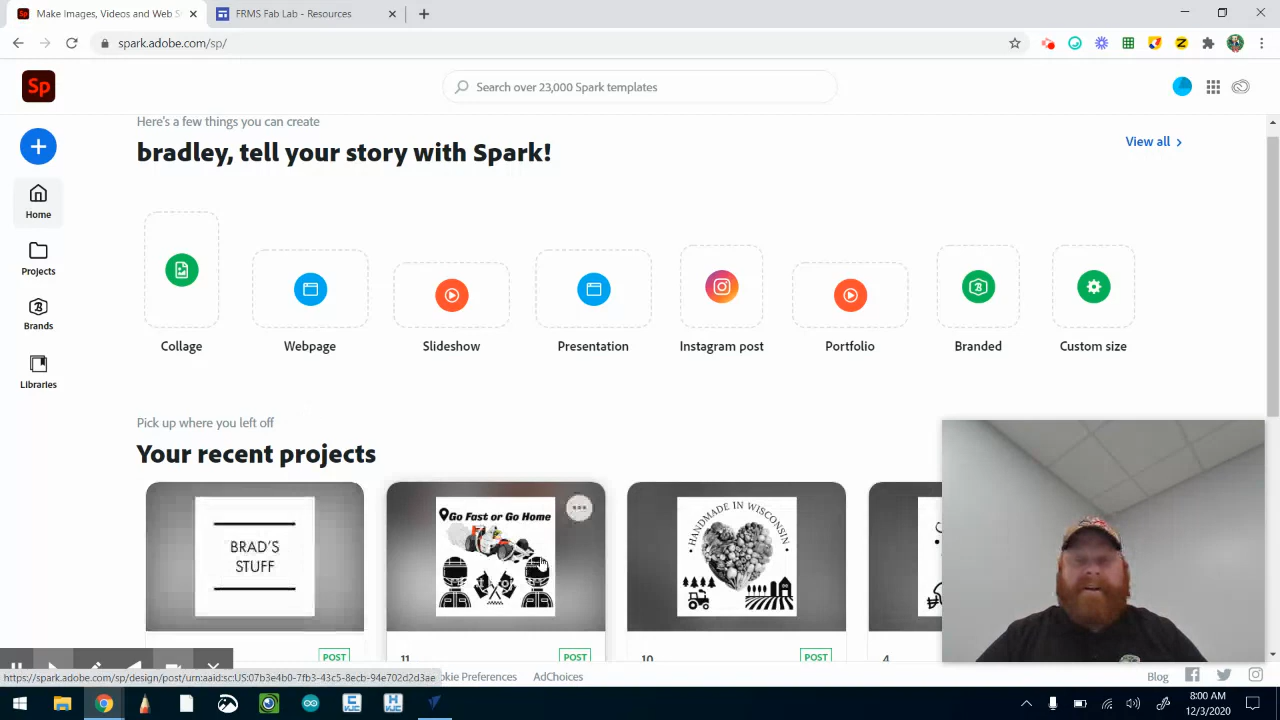 Make Images, Videos and Web S
FRMS Fab Lab - Resources
spark.adobe.com/sp/
Sp
Search over 23,000 Spark templates
Here's a few things you can create
bradley, tell your story with Spark!
View all
Home
Projects
Brands
Libraries
Collage
Webpage
Slideshow
Presentation
Instagram post
Portfolio
Branded
Custom size
Pick up where you left off
Your recent projects
BRAD'S
STUFF
Go Fast or Go Home
HANDMADE IN WISCONSIN
POST
11
POST
10
POST
4
https://spark.adobe.com/sp/design/post/urn:aaid:sc:US:07b3e4b0-7fb3-43c5-8ecb-94e702d2d3ae
okie Preferences
AdChoices
Blog
8:00 AM
12/3/2020